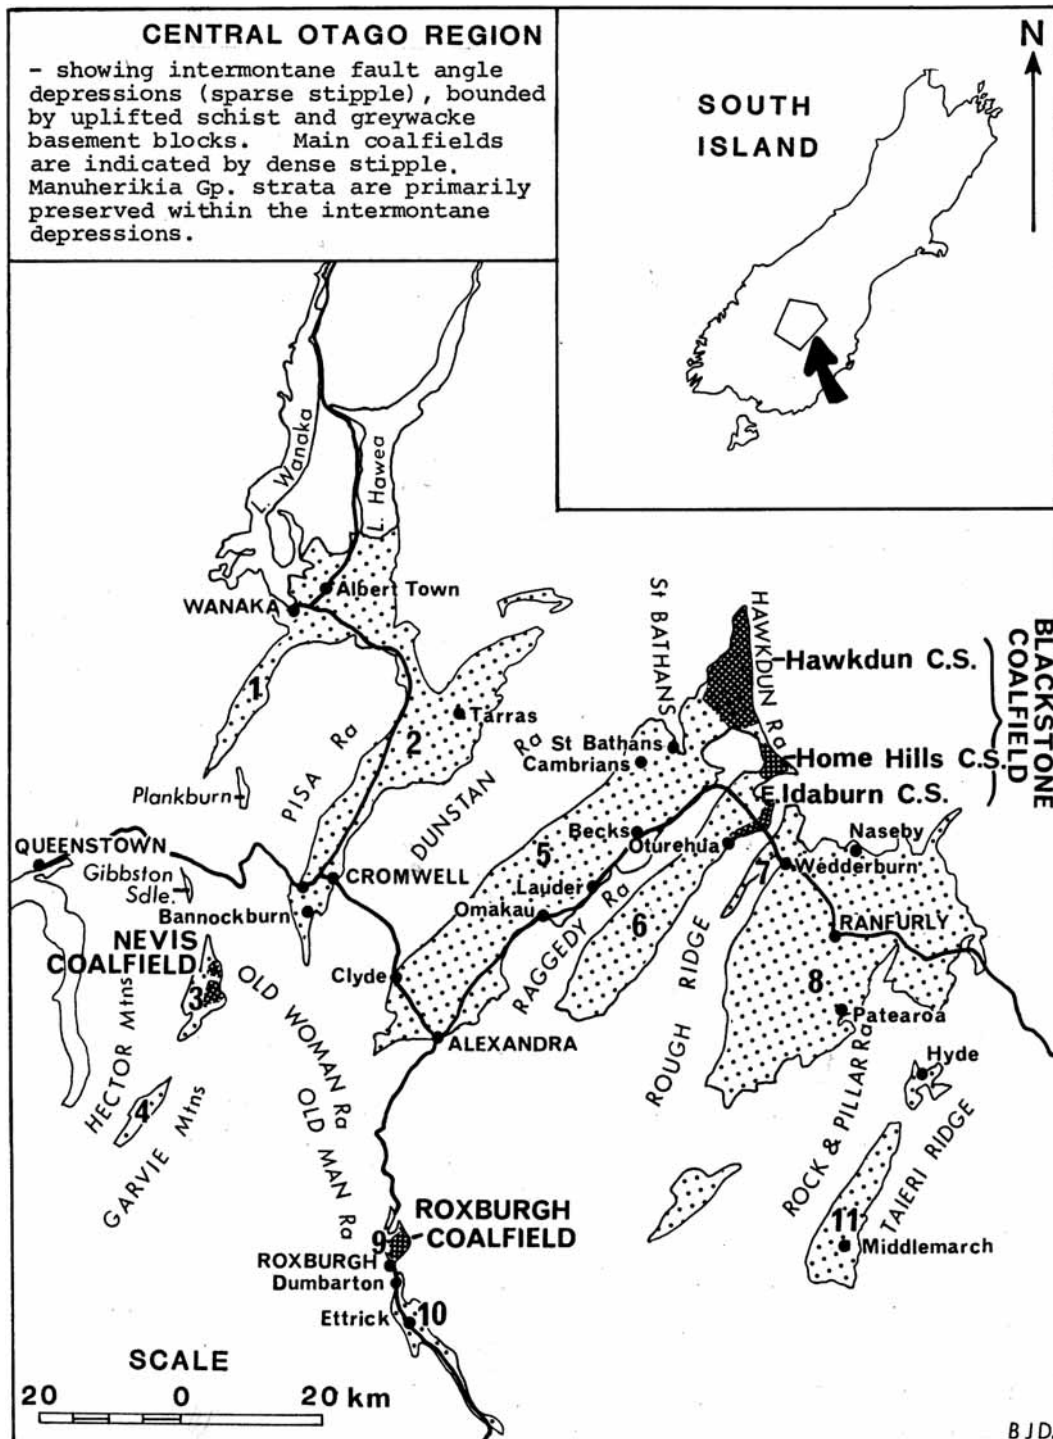 CENTRAL OTAGO REGION
- showing intermontane fault angle
depressions (sparse stipple), bounded
by uplifted schist and greywacke
basement blocks. Main coalfields
are indicated by dense stipple.
Manuherikia Gp. strata are primarily
preserved within the intermontane
depressions.
N
SOUTH
ISLAND
L. Wanaka
L. Hawea
Albert Town
WANAKA
1
2
Tarras
PISA Ra
DUNSTAN Ra
Plankburn
QUEENSTOWN
Gibbston
Sdle.
CROMWELL
Bannockburn
NEVIS
COALFIELD
3
HECTOR Mtns
4
GARVIE Mtns
OLD WOMAN Ra
OLD MAN Ra
Clyde
ALEXANDRA
St BATHANS
HAWKDUN Ra
Hawkdun C.S.
Home Hills C.S.
Idaburn C.S.
BLACKSTONE
COALFIELD
St Bathans
Cambrians
Becks
Oturehua
5
Lauder
Omakau
RAGGEDY Ra
6
ROUGH RIDGE
7
Naseby
Wedderburn
RANFURLY
8
Patearoa
ROCK & PILLAR Ra
Hyde
TAIERI RIDGE
11
Middlemarch
ROXBURGH
COALFIELD
9
ROXBURGH
Dumbarton
Ettrick
10
SCALE
20 0 20 km
BJD.